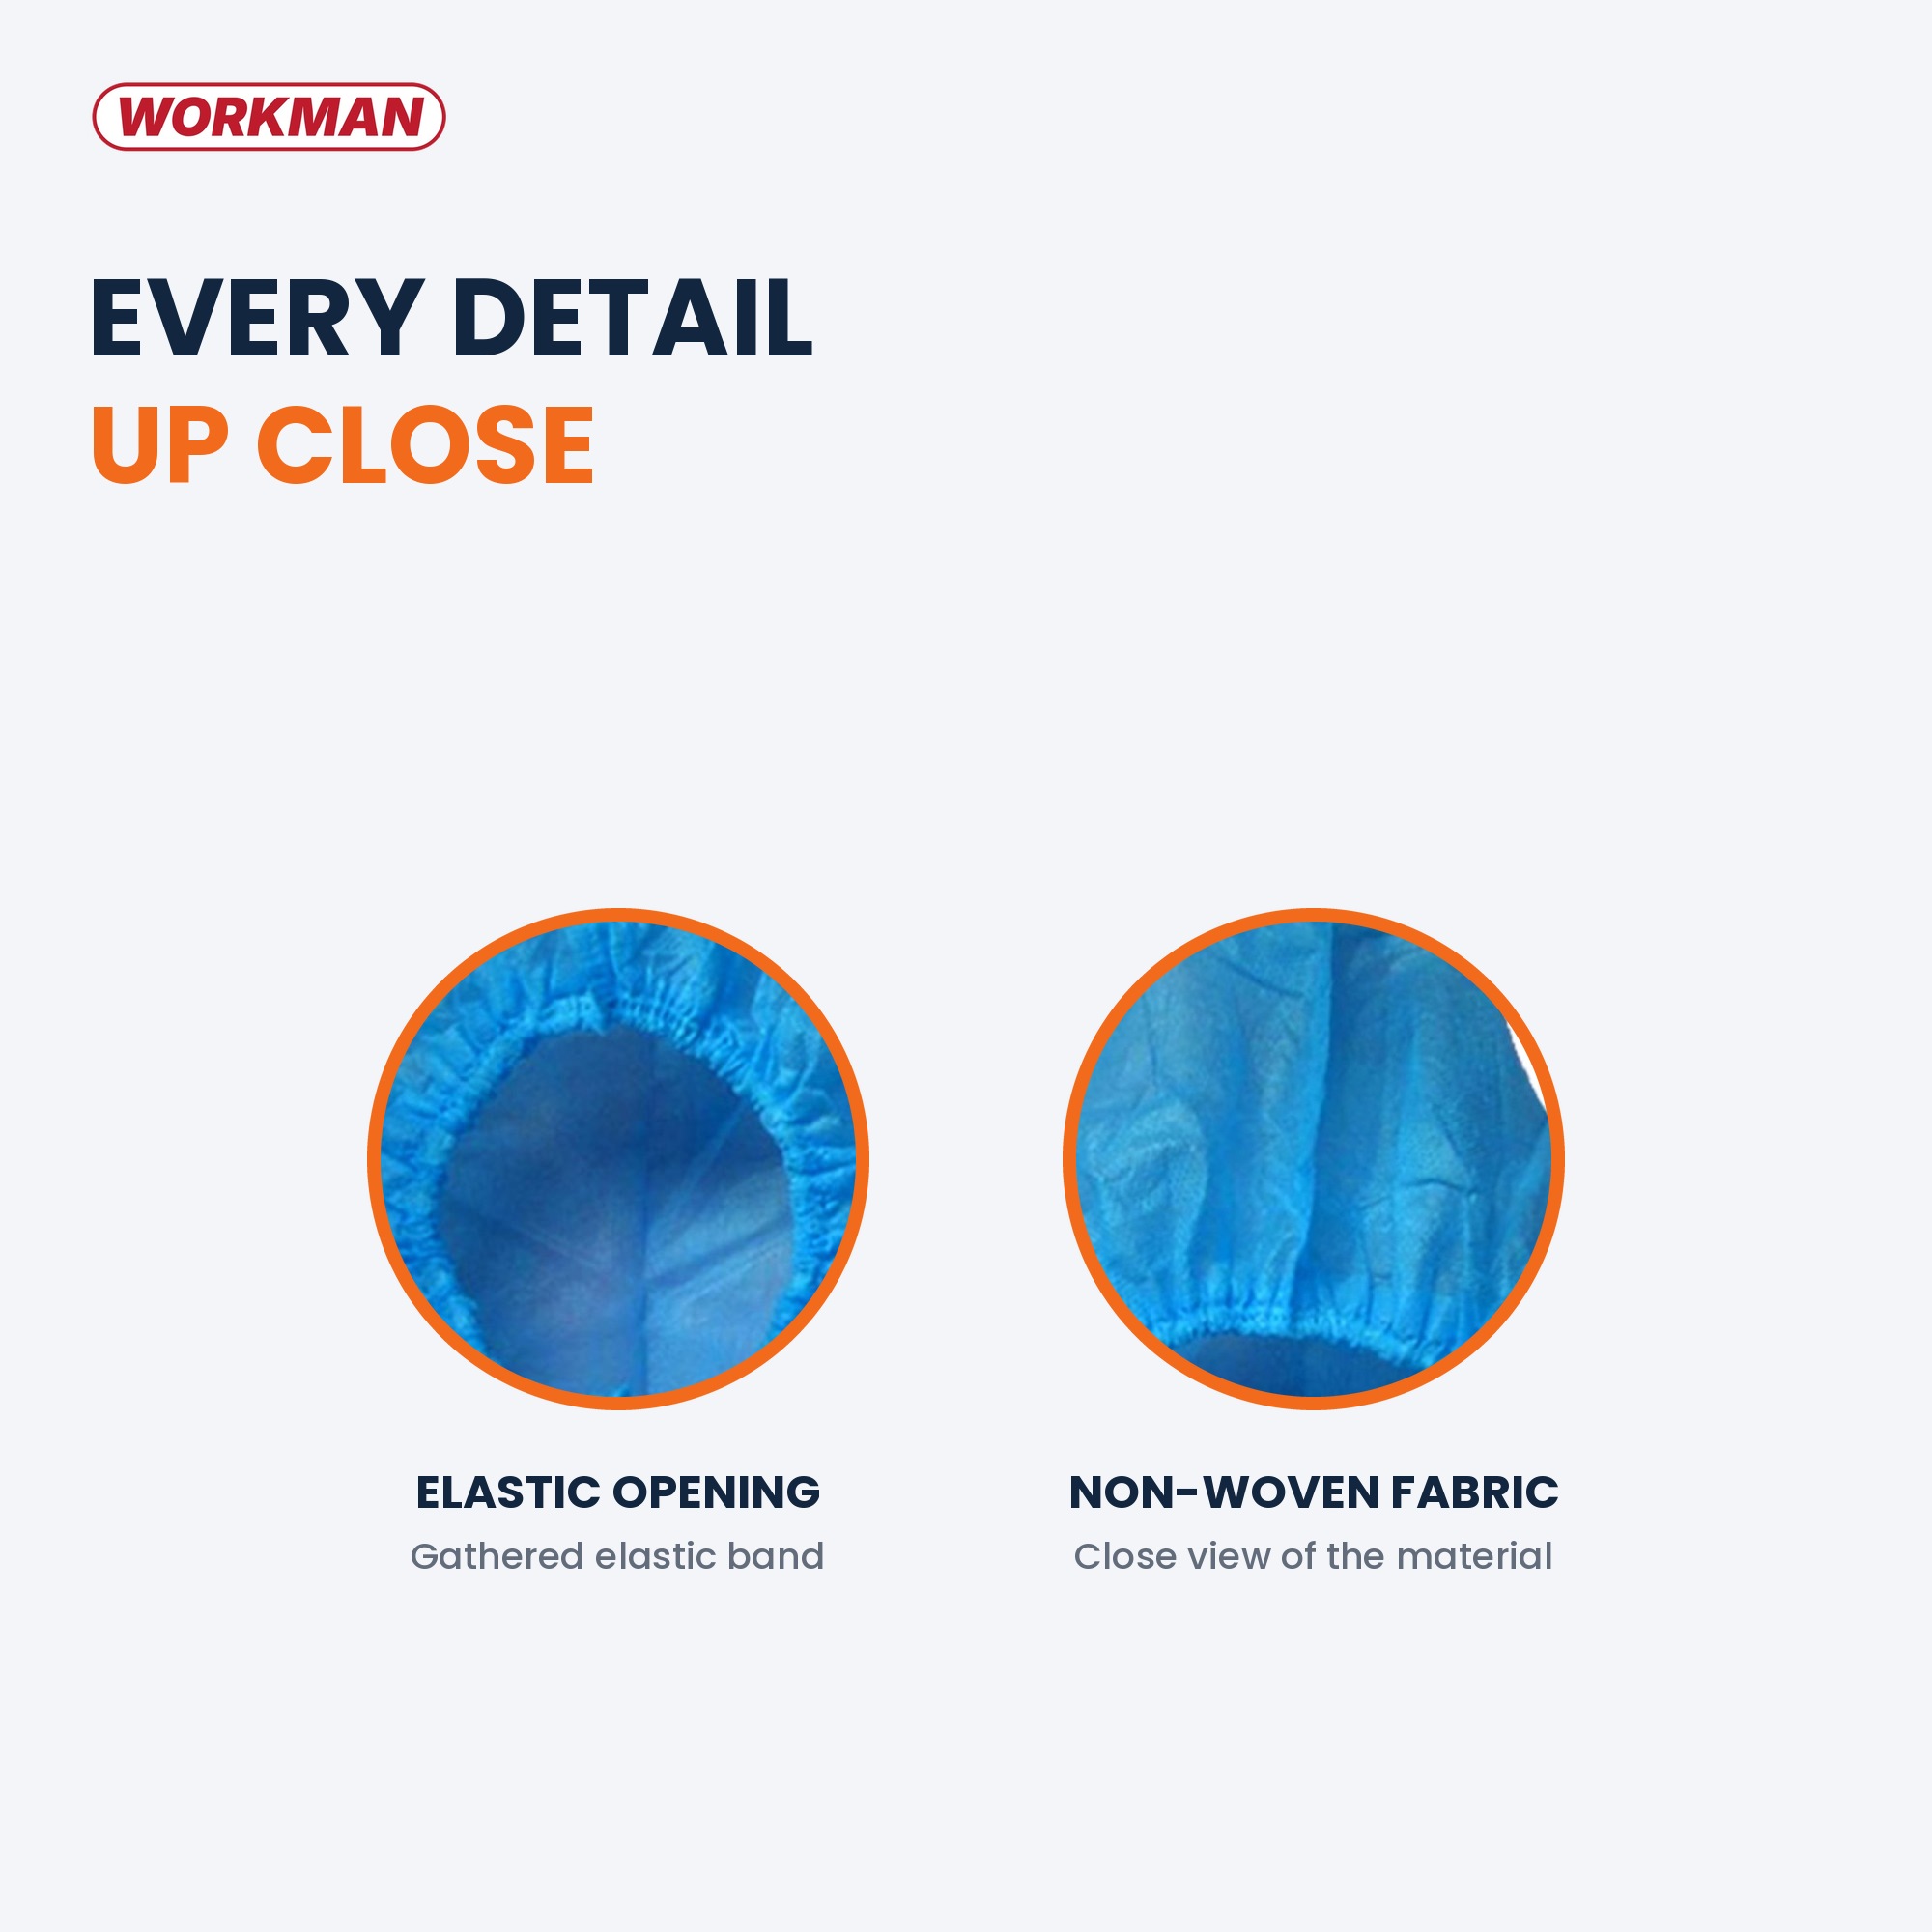 WORKMAN
EVERY DETAIL
UP CLOSE
ELASTIC OPENING
Gathered elastic band
NON-WOVEN FABRIC
Close view of the material